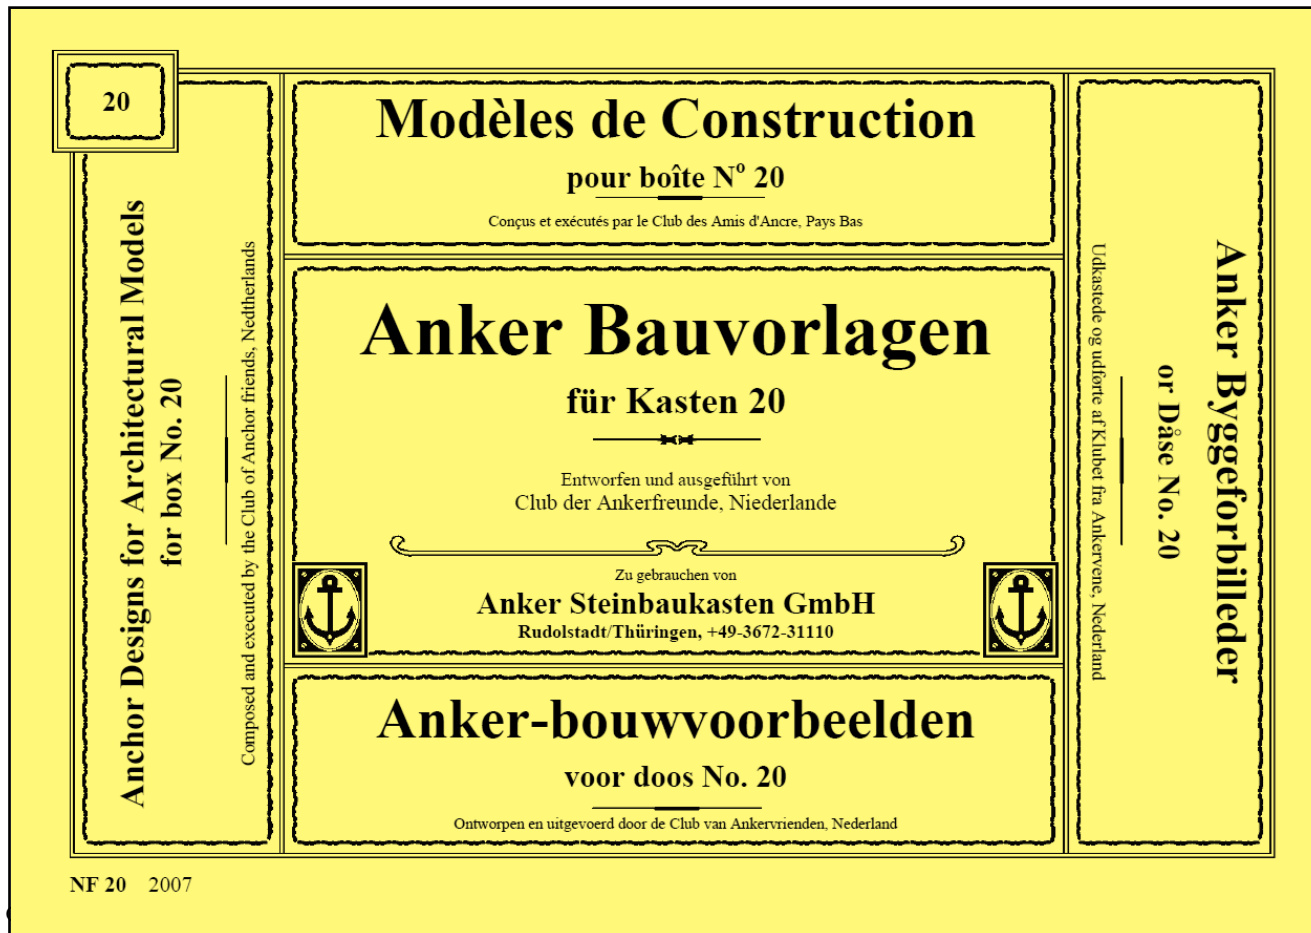 20
Modèles de Construction
pour boîte Nº 20
Conçus et exécutés par le Club des Amis d'Ancre, Pays Bas
Anchor Designs for Architectural Models
for box No. 20
Composed and executed by the Club of Anchor friends, Nedtherlands
Anker Bauvorlagen
für Kasten 20
Entworfen und ausgeführt von
Club der Ankerfreunde, Niederlande
Zu gebrauchen von
Anker Steinbaukasten GmbH
Rudolstadt/Thüringen, +49-3672-31110
Anker Byggeforbilleder
or Dåse No. 20
Udkastede og udførte af Klubet fra Ankervene, Nederland
Anker-bouwvoorbeelden
voor doos No. 20
Ontworpen en uitgevoerd door de Club van Ankervrienden, Nederland
NF 20 2007